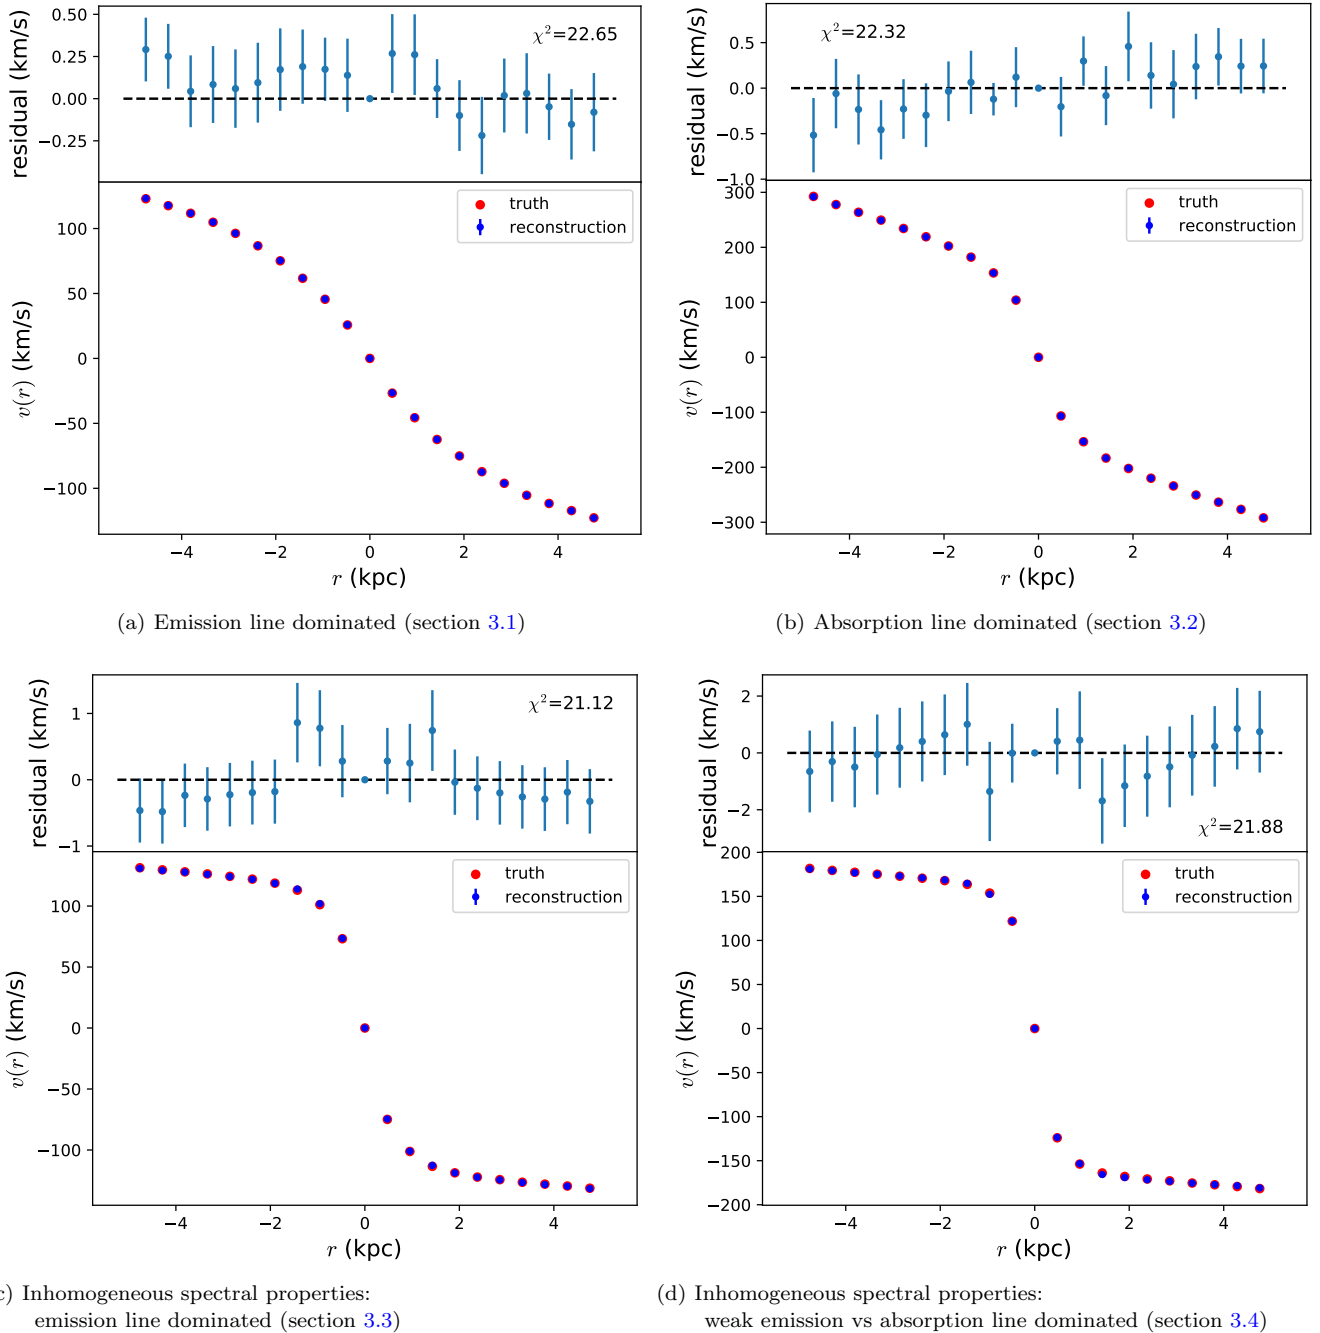 residual (km/s)
0.50
0.25
0.00
−0.25
χ²=22.65
v(r) (km/s)
100
50
0
−50
−100
truth
reconstruction
−4 −2 0 2 4
r (kpc)
(a) Emission line dominated (section 3.1)
residual (km/s)
0.5
0.0
−0.5
−1.0
χ²=22.32
v(r) (km/s)
300
200
100
0
−100
−200
−300
truth
reconstruction
−4 −2 0 2 4
r (kpc)
(b) Absorption line dominated (section 3.2)
residual (km/s)
1
0
−1
χ²=21.12
v(r) (km/s)
100
50
0
−50
−100
truth
reconstruction
−4 −2 0 2 4
r (kpc)
) Inhomogeneous spectral properties:
emission line dominated (section 3.3)
residual (km/s)
2
0
−2
χ²=21.88
v(r) (km/s)
200
150
100
50
0
−50
−100
−150
−200
truth
reconstruction
−4 −2 0 2 4
r (kpc)
(d) Inhomogeneous spectral properties:
weak emission vs absorption line dominated (section 3.4)